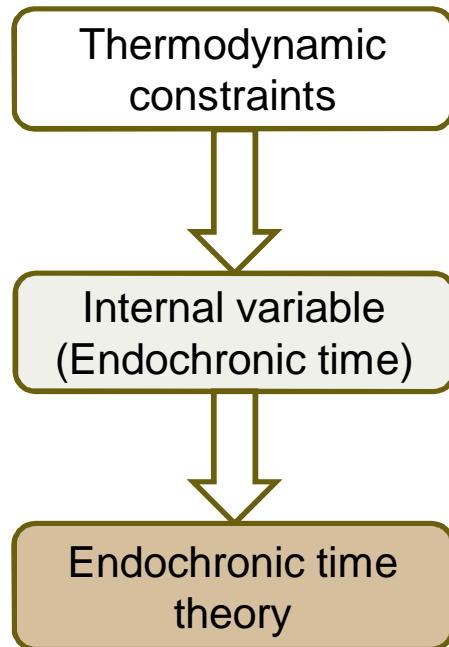 Thermodynamic
constraints
Internal variable
(Endochronic time)
Endochronic time
theory